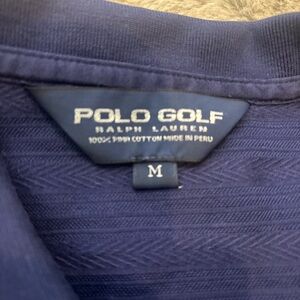 POLO GOLF
RALPH LAUREN
100% PIMA COTTON MADE IN PERU
M